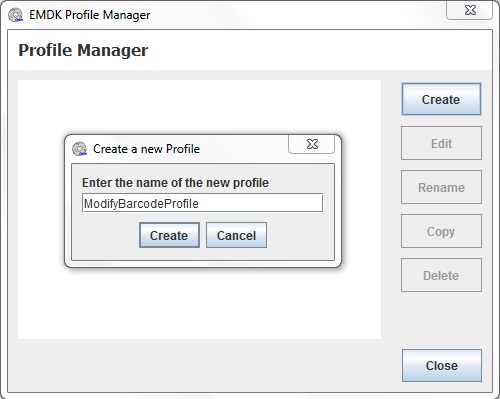 EMDK Profile Manager
Profile Manager
Create
Edit
Rename
Copy
Delete
Close
Create a new Profile
Enter the name of the new profile
ModifyBarcodeProfile
Create Cancel